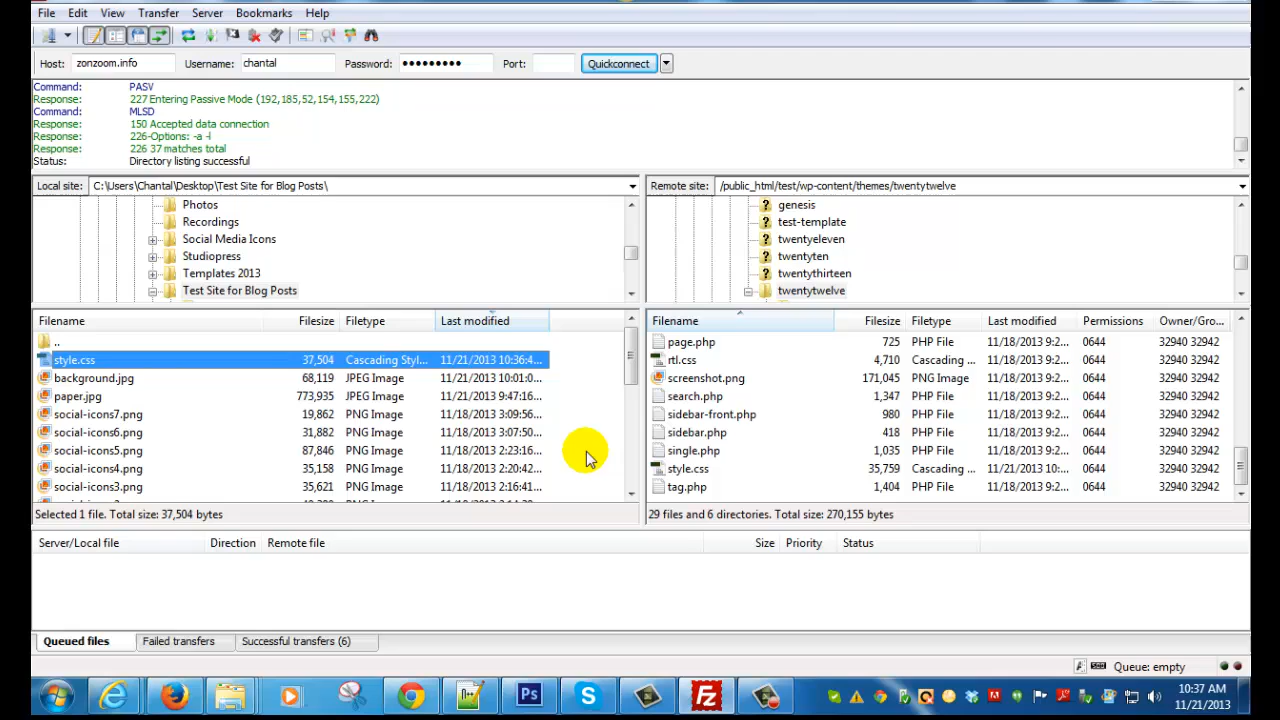 File Edit View Transfer Server Bookmarks Help
Host: zonzoom.info Username: chantal Password: ●●●●●●●●● Port: Quickconnect
Command: PASV
Response: 227 Entering Passive Mode (192,185,52,154,155,222)
Command: MLSD
Response: 150 Accepted data connection
Response: 226-Options: -a -l
Response: 226 37 matches total
Status: Directory listing successful
Local site: C:\Users\Chantal\Desktop\Test Site for Blog Posts\ Remote site: /public_html/test/wp-content/themes/twentytwelve
Photos
Recordings
Social Media Icons
Studiopress
Templates 2013
Test Site for Blog Posts
genesis
test-template
twentyeleven
twentyten
twentythirteen
twentytwelve
Filename Filesize Filetype Last modified
..
style.css 37,504 Cascading Styl... 11/21/2013 10:36:4...
background.jpg 68,119 JPEG Image 11/21/2013 10:01:0...
paper.jpg 773,935 JPEG Image 11/21/2013 9:47:16...
social-icons7.png 19,862 PNG Image 11/18/2013 3:09:56...
social-icons6.png 31,882 PNG Image 11/18/2013 3:07:50...
social-icons5.png 87,846 PNG Image 11/18/2013 2:23:16...
social-icons4.png 35,158 PNG Image 11/18/2013 2:20:42...
social-icons3.png 35,621 PNG Image 11/18/2013 2:16:41...
Selected 1 file. Total size: 37,504 bytes
Filename Filesize Filetype Last modified Permissions Owner/Gro...
page.php 725 PHP File 11/18/2013 9:2... 0644 32940 32942
rtl.css 4,710 Cascading ... 11/18/2013 9:2... 0644 32940 32942
screenshot.png 171,045 PNG Image 11/18/2013 9:2... 0644 32940 32942
search.php 1,347 PHP File 11/18/2013 9:2... 0644 32940 32942
sidebar-front.php 980 PHP File 11/18/2013 9:2... 0644 32940 32942
sidebar.php 418 PHP File 11/18/2013 9:2... 0644 32940 32942
single.php 1,035 PHP File 11/18/2013 9:2... 0644 32940 32942
style.css 35,759 Cascading ... 11/21/2013 10:... 0644 32940 32942
tag.php 1,404 PHP File 11/18/2013 9:2... 0644 32940 32942
29 files and 6 directories. Total size: 270,155 bytes
Server/Local file Direction Remote file Size Priority Status
Queued files Failed transfers Successful transfers (6)
Queue: empty
Ps S Fz
10:37 AM
11/21/2013